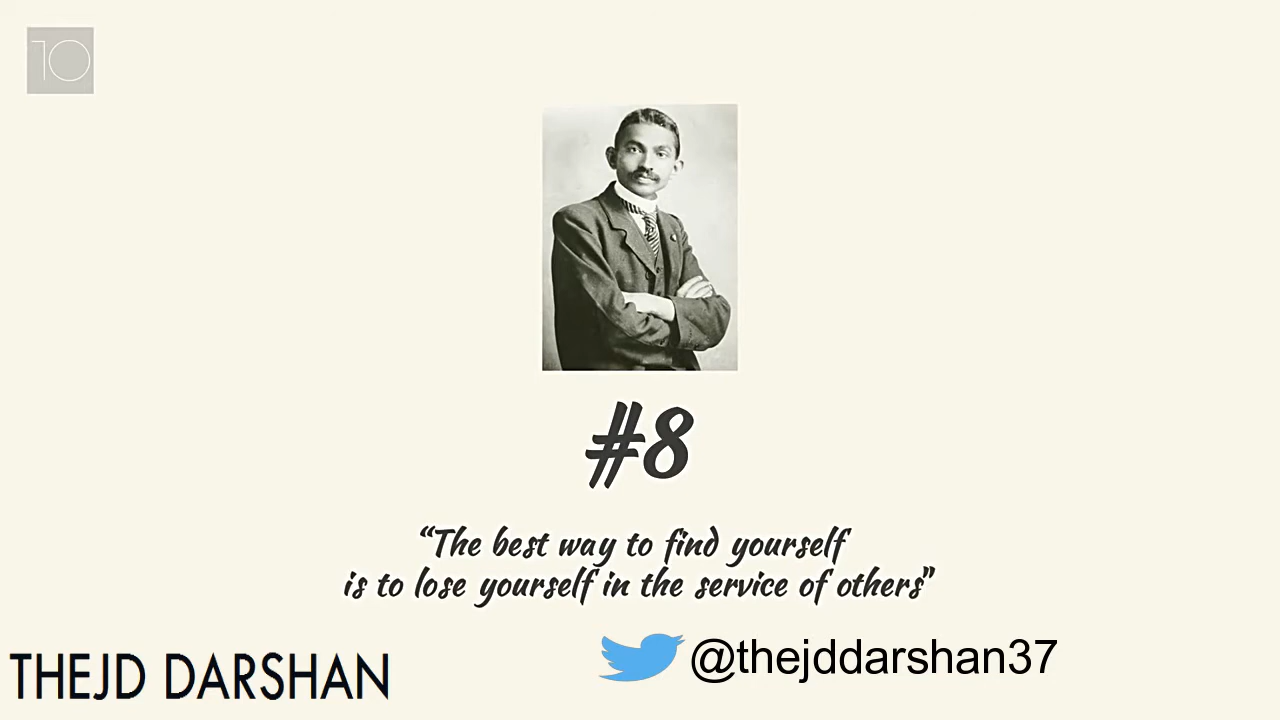 10
#8
“The best way to find yourself
is to lose yourself in the service of others”
THEJD DARSHAN
@thejddarshan37